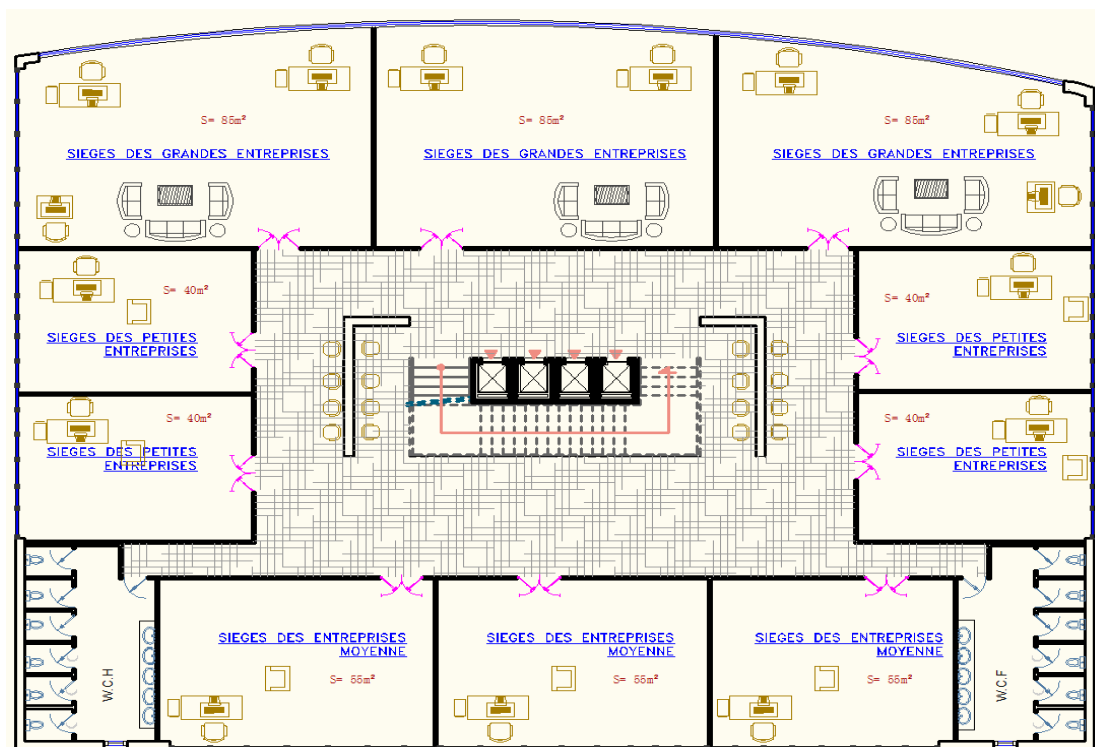 S= 85m²
SIEGES DES GRANDES ENTREPRISES
S= 85m²
SIEGES DES GRANDES ENTREPRISES
S= 85m²
SIEGES DES GRANDES ENTREPRISES
S= 40m²
SIEGES DES PETITES
ENTREPRISES
S= 40m²
SIEGES DES PETITES
ENTREPRISES
S= 40m²
SIEGES DES PETITES
ENTREPRISES
S= 40m²
SIEGES DES PETITES
ENTREPRISES
W.C.H
SIEGES DES ENTREPRISES
MOYENNE
S= 55m²
SIEGES DES ENTREPRISES
MOYENNE
S= 55m²
SIEGES DES ENTREPRISES
MOYENNE
S= 55m²
W.C.F